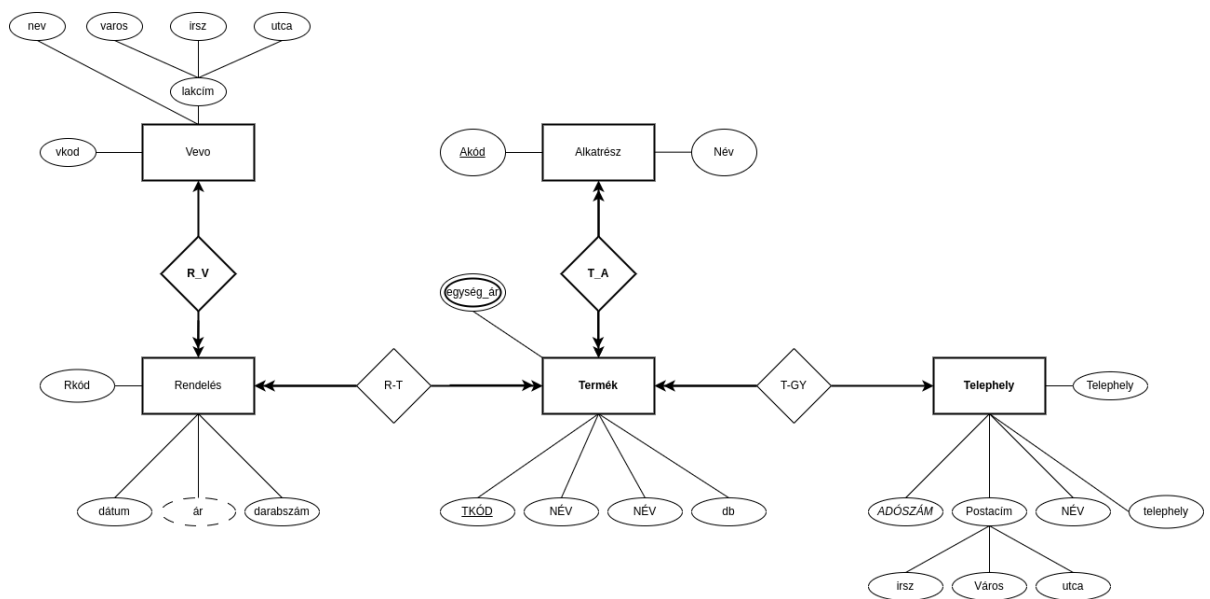 nev
varos
irsz
utca
lakcím
vkod
Vevo
Akód
Alkatrész
Név
R_V
T_A
egység_ár
Rkód
Rendelés
R-T
Termék
T-GY
Telephely
Telephely
dátum
ár
darabszám
TKÓD
NÉV
NÉV
db
ADÓSZÁM
Postacím
NÉV
telephely
irsz
Város
utca